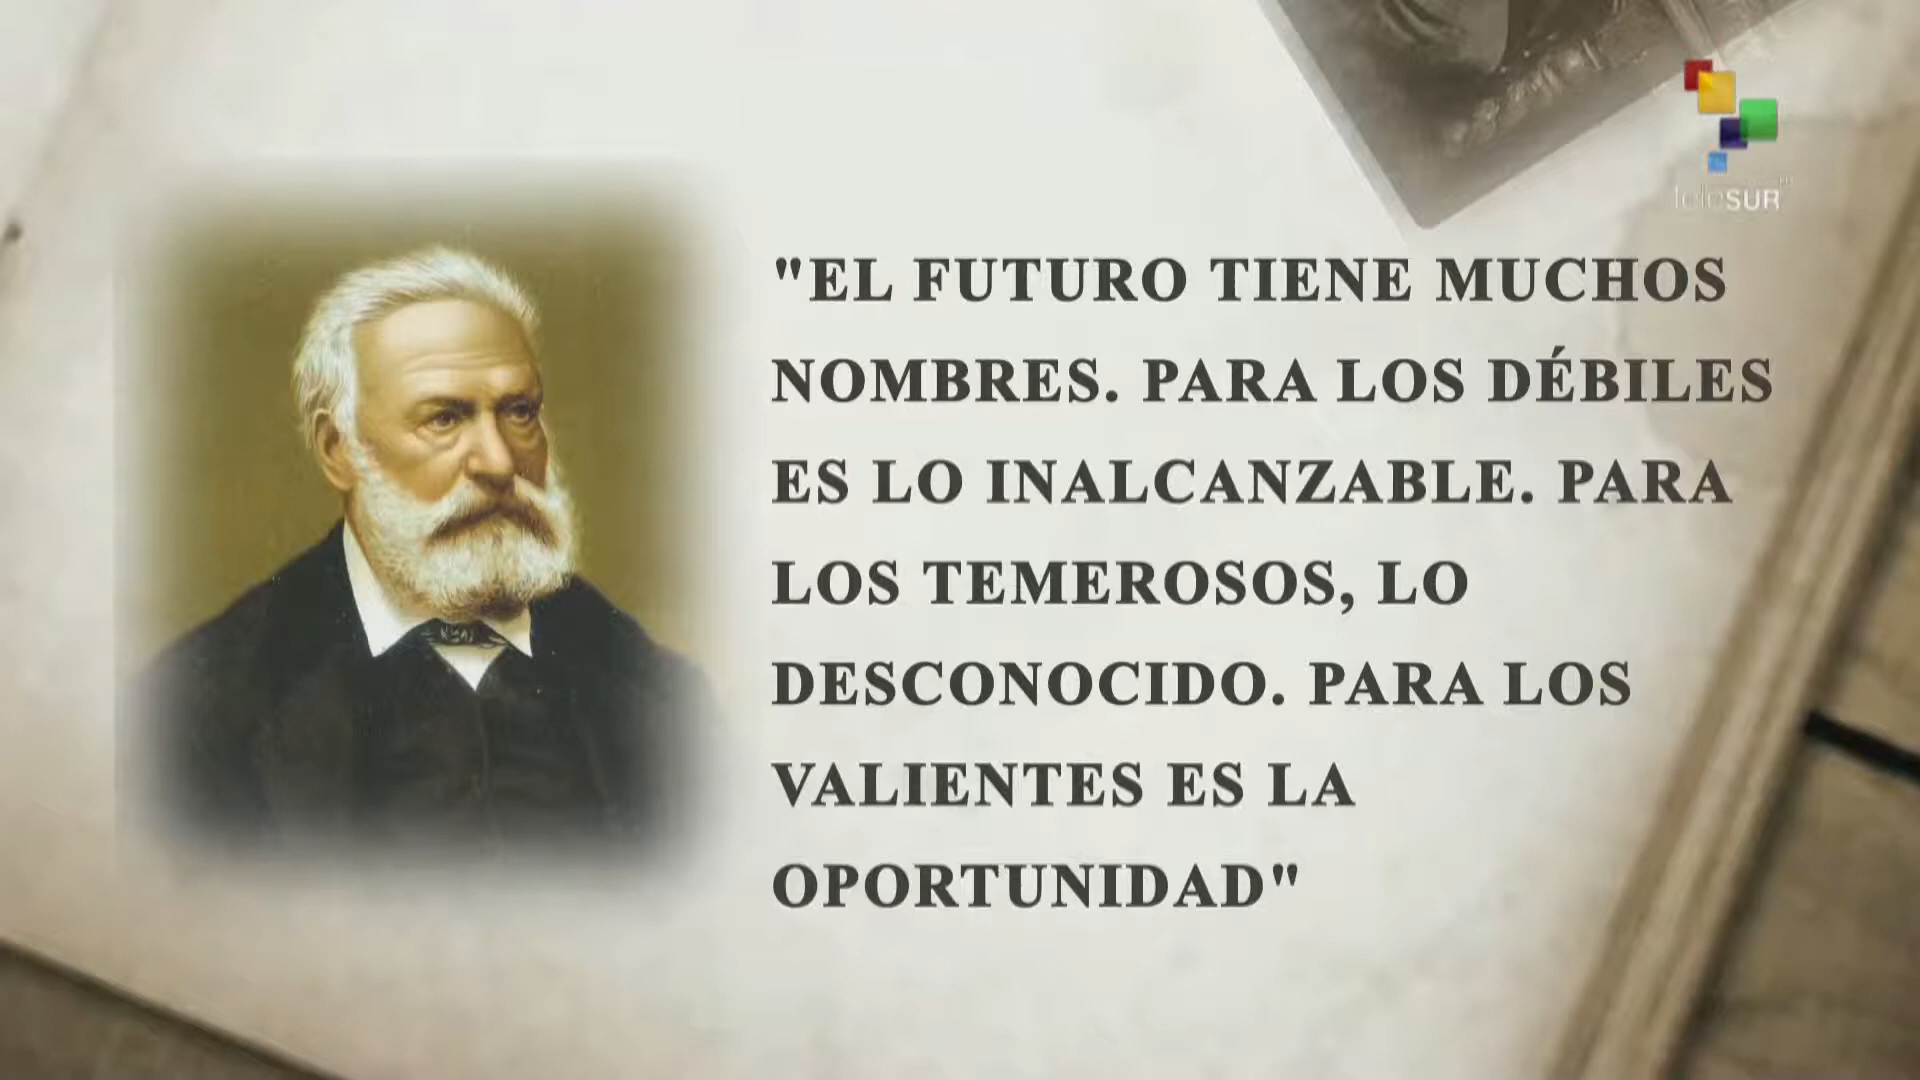 "EL FUTURO TIENE MUCHOS
NOMBRES. PARA LOS DÉBILES
ES LO INALCANZABLE. PARA
LOS TEMEROSOS, LO
DESCONOCIDO. PARA LOS
VALIENTES ES LA
OPORTUNIDAD"
teleSUR